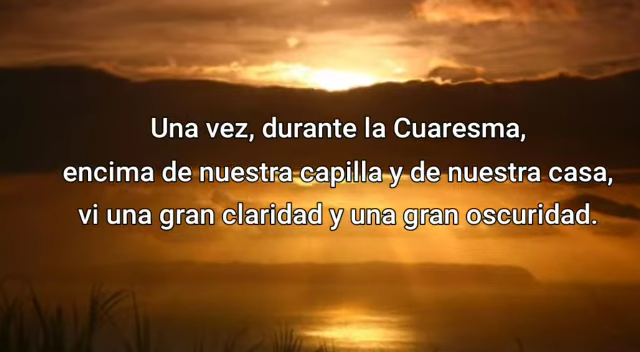 Una vez, durante la Cuaresma,
encima de nuestra capilla y de nuestra casa,
vi una gran claridad y una gran oscuridad.